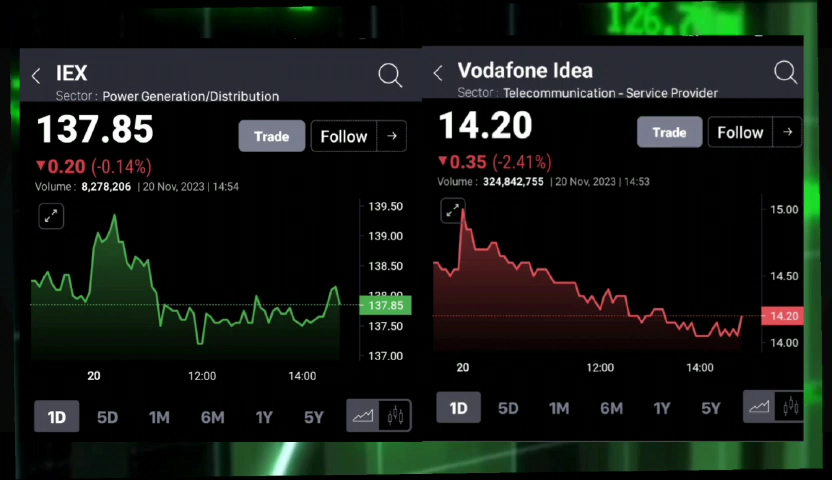 126.7
IEX
Sector : Power Generation/Distribution
137.85
Trade
Follow
▼0.20 (-0.14%)
Volume : 8,278,206 | 20 Nov, 2023 | 14:54
139.50
139.00
138.50
138.00
137.85
137.50
137.00
20
12:00
14:00
1D 5D 1M 6M 1Y 5Y
Vodafone Idea
Sector : Telecommunication - Service Provider
14.20
Trade
Follow
▼0.35 (-2.41%)
Volume : 324,842,755 | 20 Nov, 2023 | 14:53
15.00
14.50
14.20
14.00
20
12:00
14:00
1D 5D 1M 6M 1Y 5Y